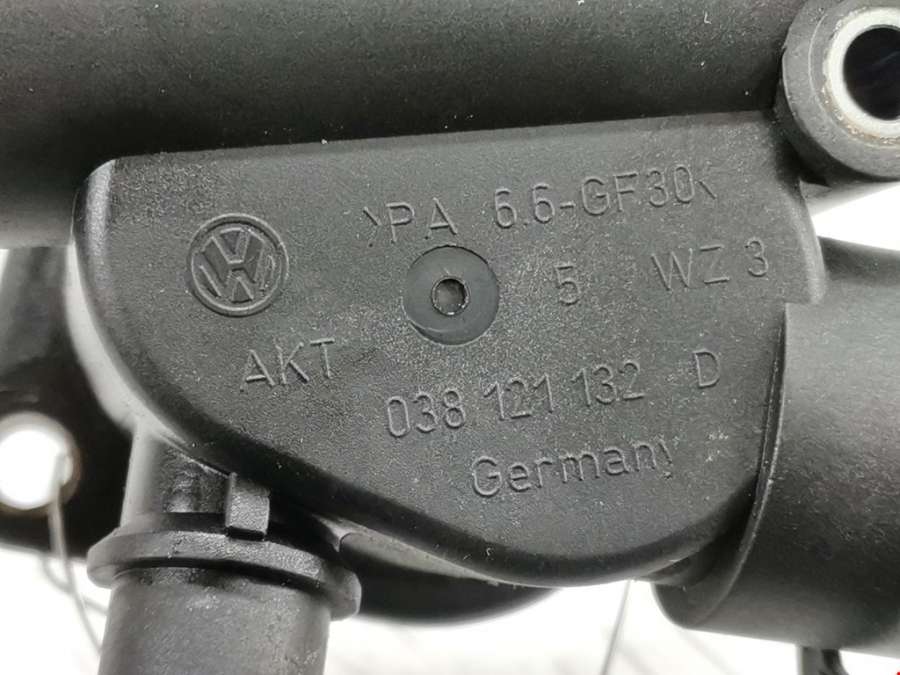 >PA 6.6-GF30<
5 WZ 3
AKT
038 121 132 D
Germany